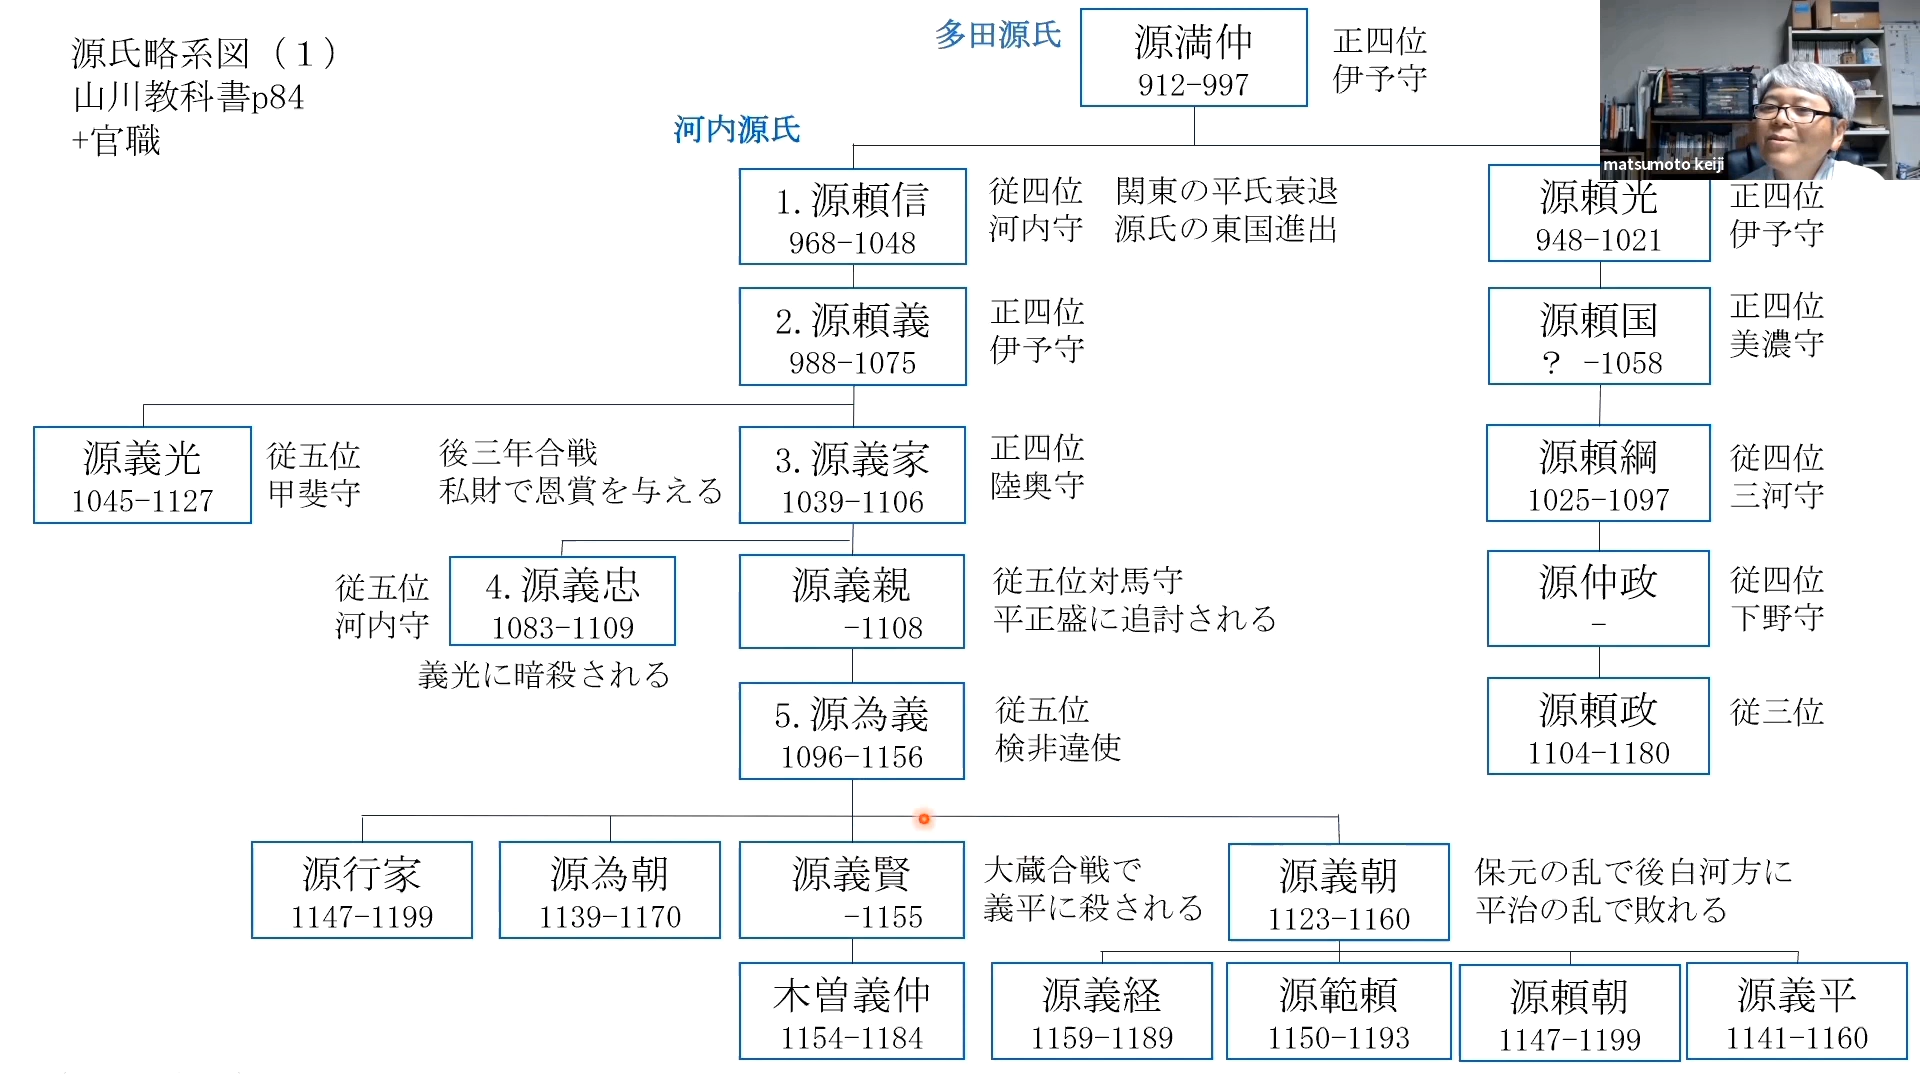 源氏略系図（１）
山川教科書p84
+官職
多田源氏
源満仲
912-997
正四位
伊予守
matsumoto keiji
河内源氏
1.源頼信
968-1048
従四位　関東の平氏衰退
河内守　源氏の東国進出
源頼光
948-1021
正四位
伊予守
2.源頼義
988-1075
正四位
伊予守
源頼国
？ -1058
正四位
美濃守
源義光
1045-1127
従五位
甲斐守
後三年合戦
私財で恩賞を与える
3.源義家
1039-1106
正四位
陸奥守
源頼綱
1025-1097
従四位
三河守
従五位
河内守
4.源義忠
1083-1109
義光に暗殺される
源義親
-1108
従五位対馬守
平正盛に追討される
源仲政
-
従四位
下野守
5.源為義
1096-1156
従五位
検非違使
源頼政
1104-1180
従三位
源行家
1147-1199
源為朝
1139-1170
源義賢
-1155
大蔵合戦で
義平に殺される
源義朝
1123-1160
保元の乱で後白河方に
平治の乱で敗れる
木曽義仲
1154-1184
源義経
1159-1189
源範頼
1150-1193
源頼朝
1147-1199
源義平
1141-1160